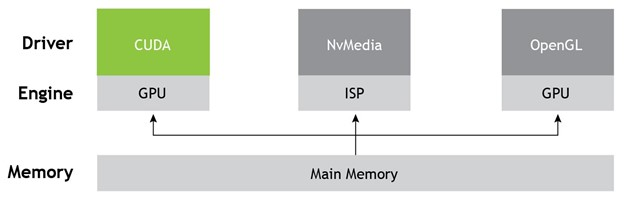 Driver CUDA NvMedia OpenGL
Engine GPU ISP GPU
Memory Main Memory